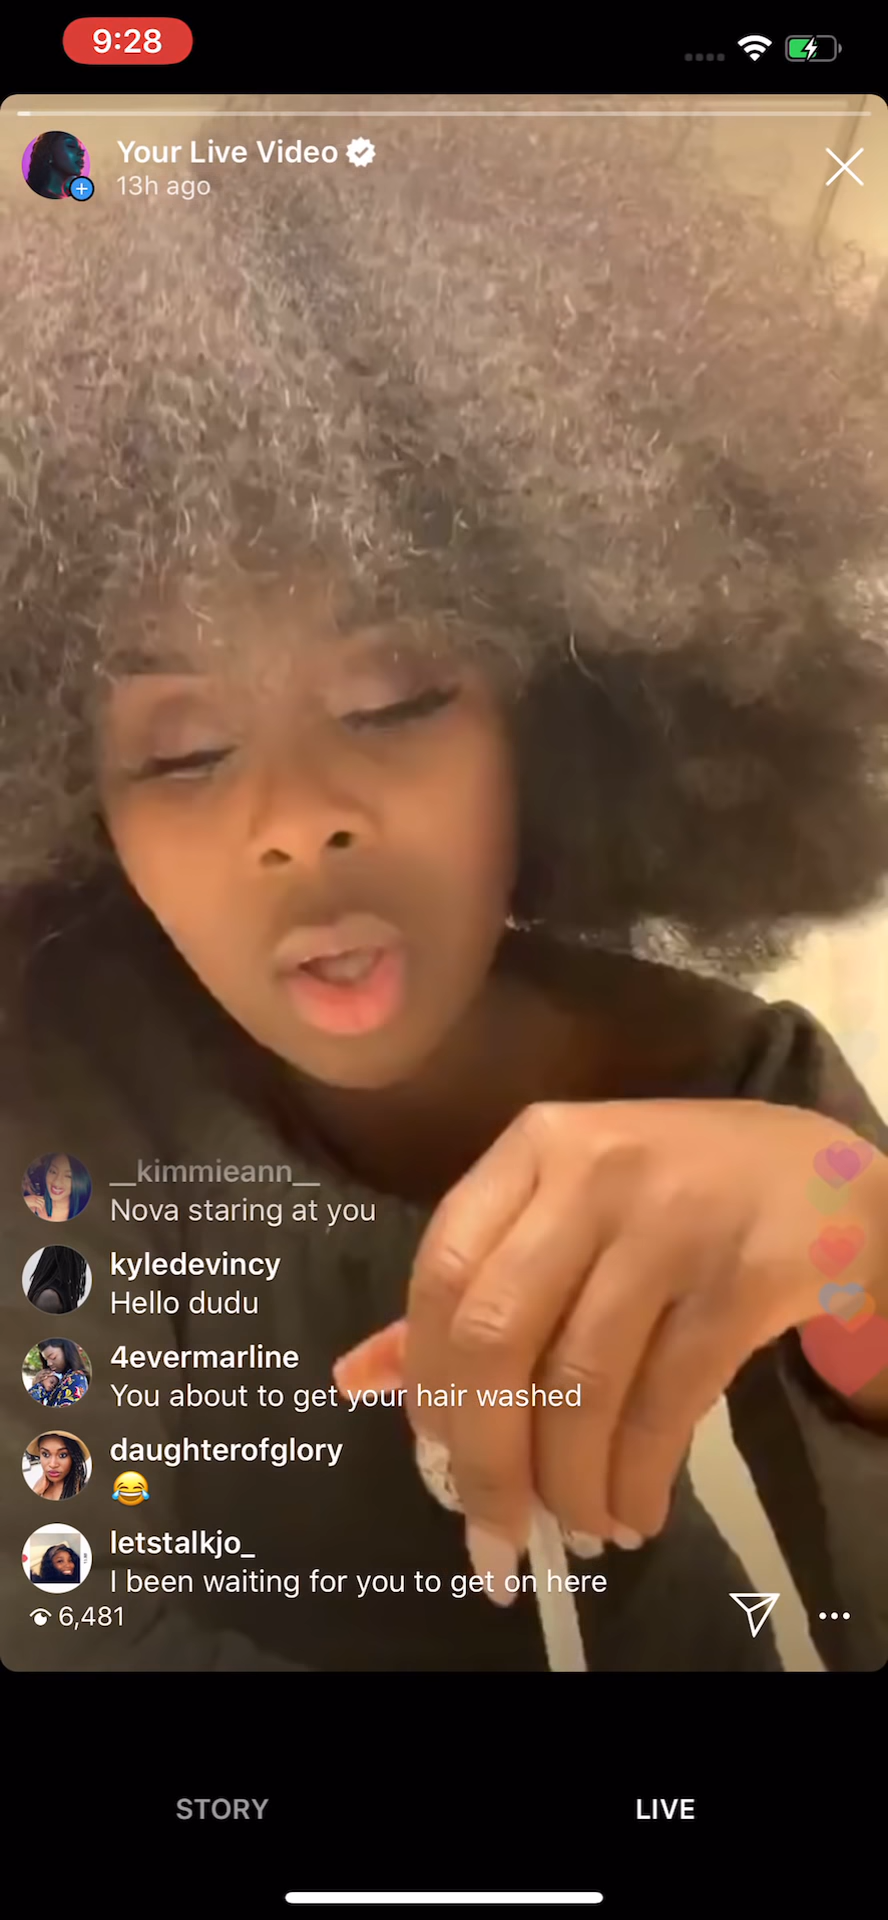 9:28
Your Live Video
13h ago
__kimmieann__
Nova staring at you
kyledevincy
Hello dudu
4evermarline
You about to get your hair washed
daughterofglory
😂
letstalkjo_
I been waiting for you to get on here
6,481
STORY
LIVE